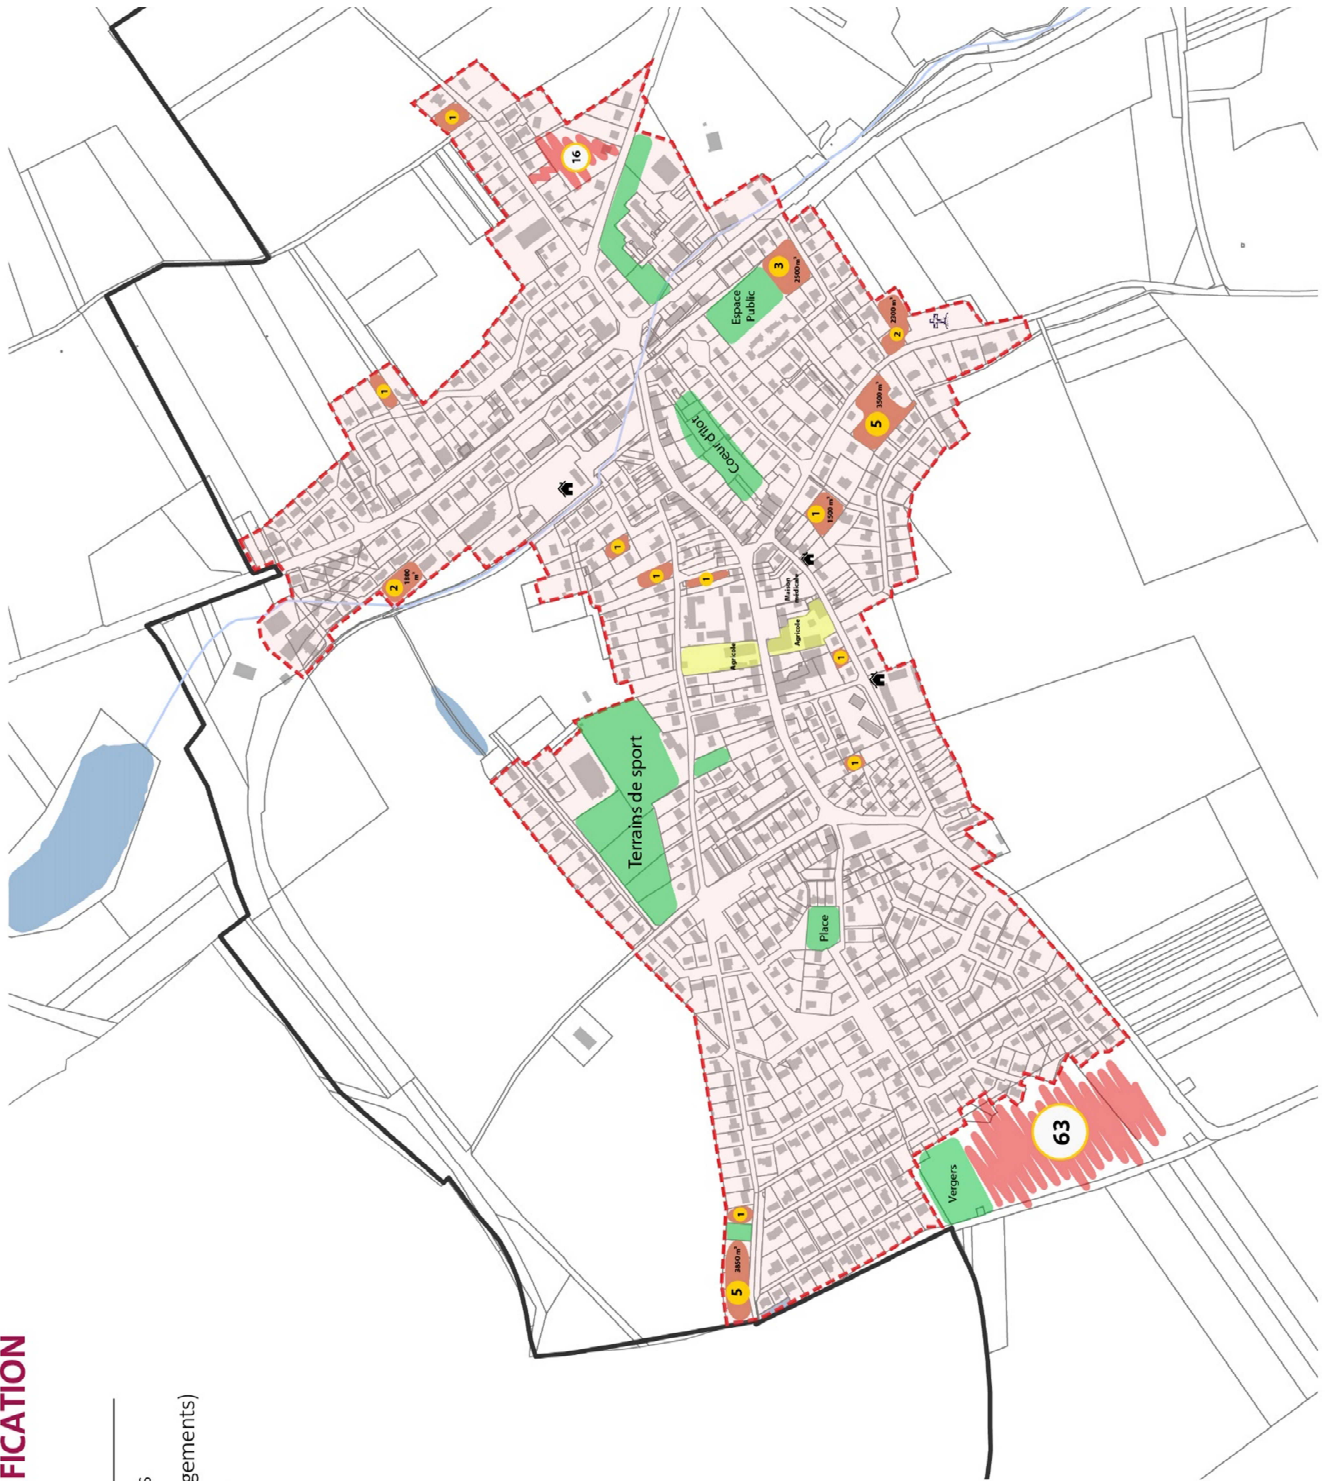 FICATION
s
gements)
1
2
m²
1
16
1
Terrains de sport
1
1
Coeur d'îlot
Agricole
5
3850 m²
1
Espace
Public
3
2500 m²
Maison
médicale
Agricole
1
1500 m²
Place
1
1
5
3500 m²
2
2300 m²
Vergers
63